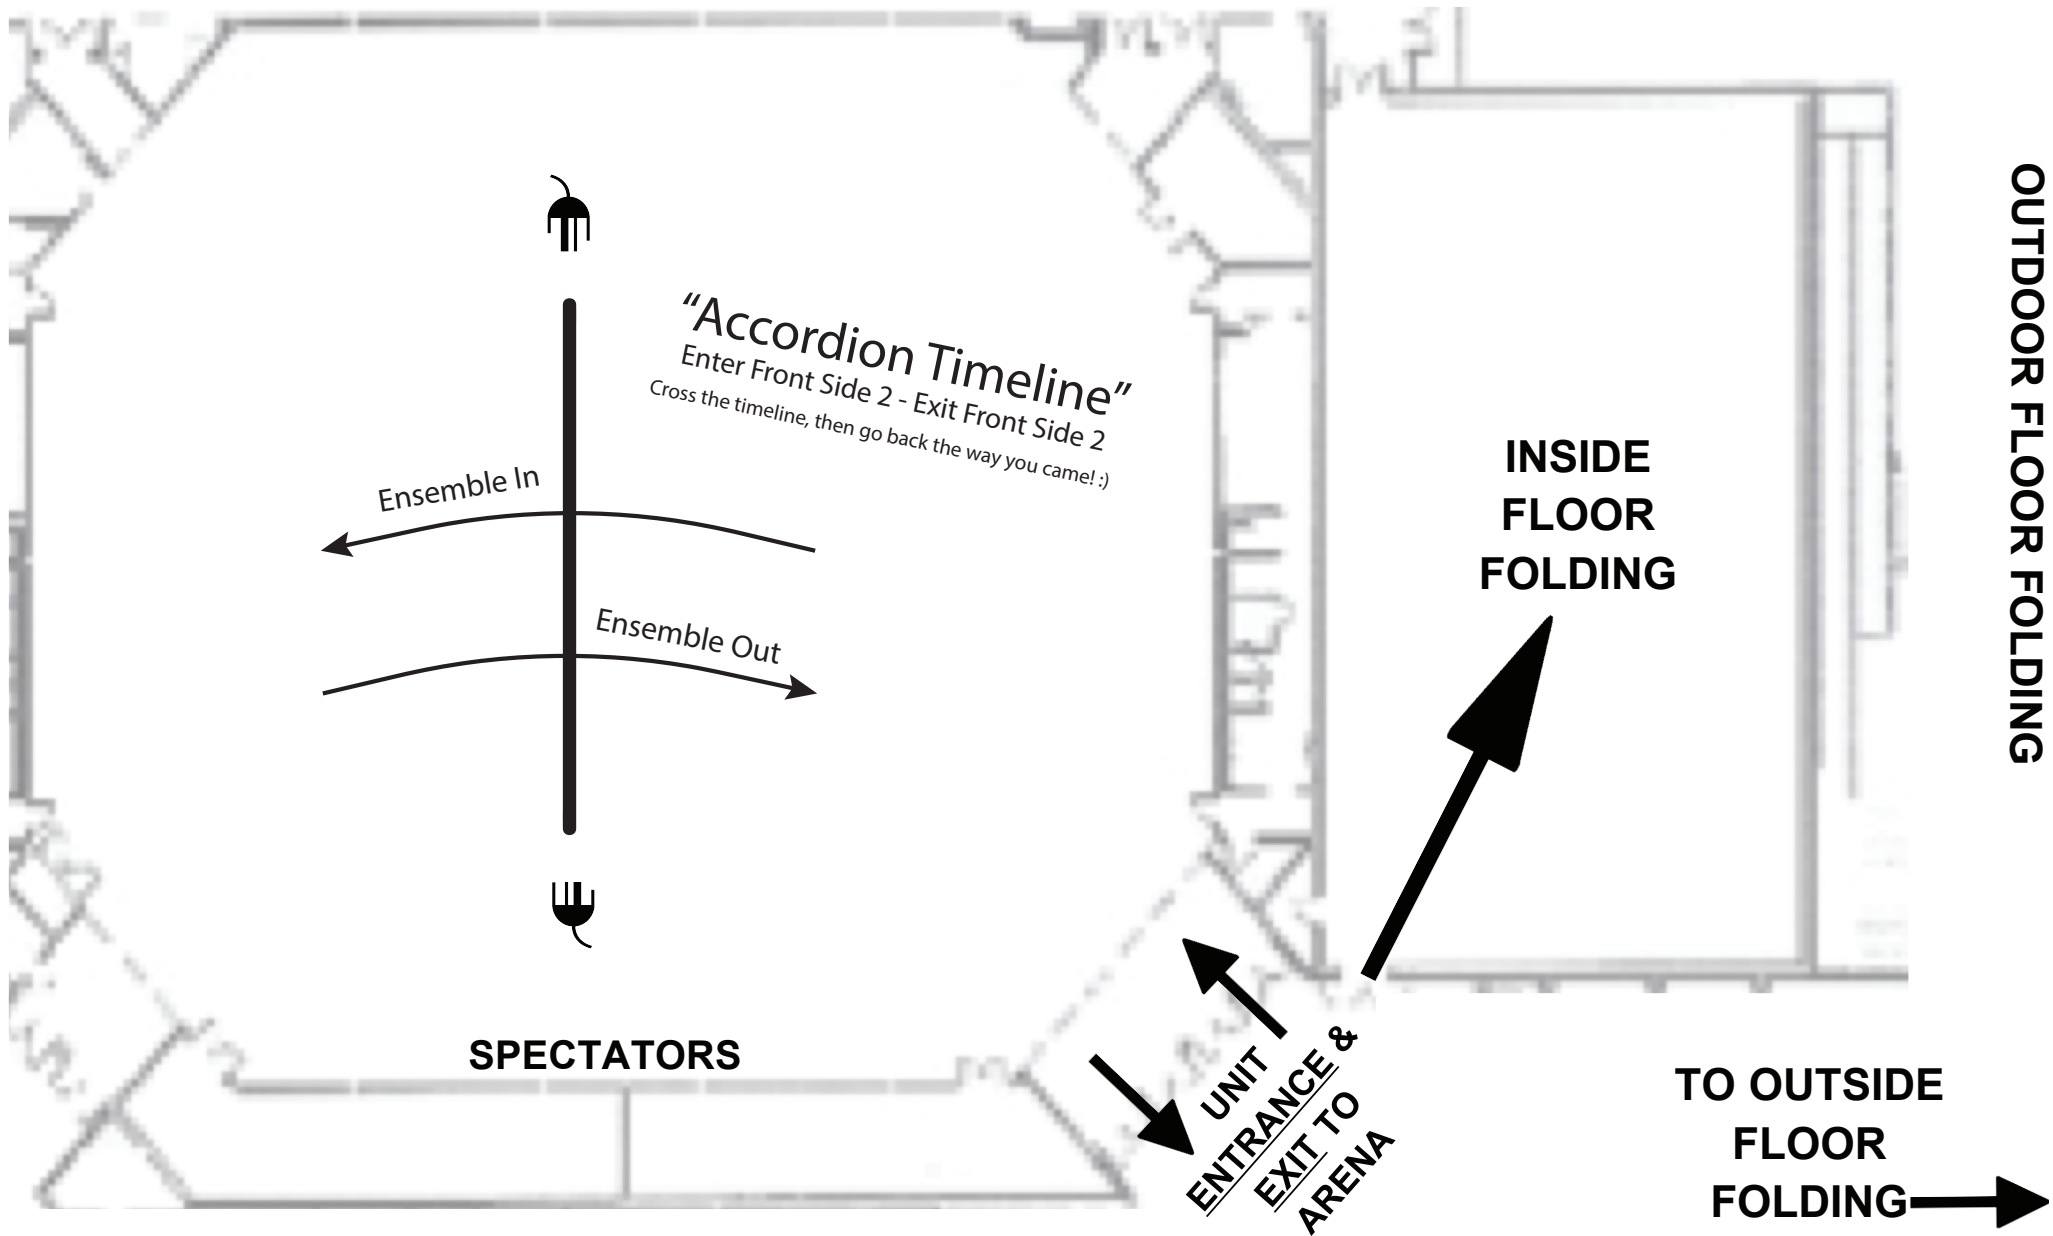 “Accordion Timeline”
Enter Front Side 2 - Exit Front Side 2
Cross the timeline, then go back the way you came! :)
Ensemble In
Ensemble Out
SPECTATORS
UNIT
ENTRANCE &
EXIT TO
ARENA
INSIDE
FLOOR
FOLDING
OUTDOOR FLOOR FOLDING
TO OUTSIDE
FLOOR
FOLDING